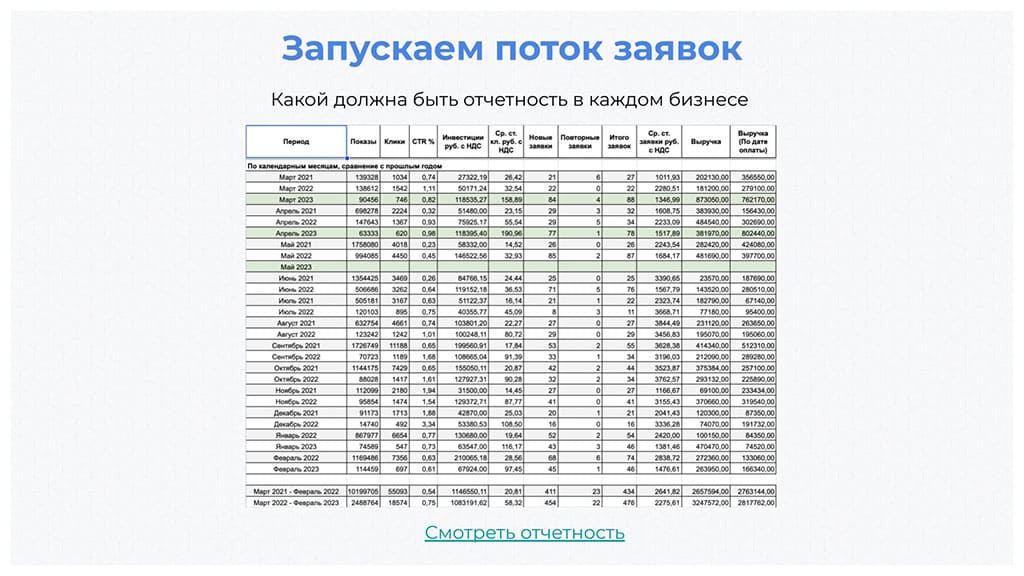 Запускаем поток заявок
Какой должна быть отчетность в каждом бизнесе
Период Показы Клики CTR % Инвестиции руб. с НДС Ср. ст. кл. руб. с НДС Новые заявки Повторные заявки Итого заявок Ср. ст. заявки руб. с НДС Выручка Выручка (По дате оплаты)
По календарным месяцам, сравнение с прошлым годом
Март 2021 139328 1034 0,74 27322,19 26,42 21 6 27 1011,93 202130,00 356550,00
Март 2022 138612 1542 1,11 50171,24 32,54 22 0 22 2280,51 181200,00 279100,00
Март 2023 90456 746 0,82 118535,27 158,89 84 4 88 1346,99 873050,00 762170,00
Апрель 2021 698278 2224 0,32 51480,00 23,15 29 3 32 1608,75 383930,00 156430,00
Апрель 2022 147643 1367 0,93 75925,17 55,54 29 5 34 2233,09 484540,00 302690,00
Апрель 2023 63333 620 0,98 118395,40 190,96 77 1 78 1517,89 381970,00 802440,00
Май 2021 1758080 4018 0,23 58332,00 14,52 26 0 26 2243,54 282420,00 424080,00
Май 2022 994085 4450 0,45 146522,56 32,93 85 2 87 1684,17 481690,00 397700,00
Май 2023
Июнь 2021 1354425 3469 0,26 84766,15 24,44 25 0 25 3390,65 23570,00 187690,00
Июнь 2022 506686 3262 0,64 119152,18 36,53 71 5 76 1567,79 143520,00 280510,00
Июль 2021 505181 3167 0,63 51122,37 16,14 21 1 22 2323,74 182790,00 67140,00
Июль 2022 120103 895 0,75 40355,77 45,09 8 3 11 3668,71 77180,00 95400,00
Август 2021 632754 4661 0,74 103801,20 22,27 27 0 27 3844,49 231120,00 263650,00
Август 2022 123242 1242 1,01 100248,11 80,72 29 0 29 3456,83 195070,00 195060,00
Сентябрь 2021 1726749 11188 0,65 199560,91 17,84 53 2 55 3628,38 414340,00 512310,00
Сентябрь 2022 70723 1189 1,68 108665,04 91,39 33 1 34 3196,03 212090,00 289280,00
Октябрь 2021 1144175 7429 0,65 155050,11 20,87 42 2 44 3523,87 375384,00 257100,00
Октябрь 2022 88028 1417 1,61 127927,31 90,28 32 2 34 3762,57 293132,00 225890,00
Ноябрь 2021 112099 2180 1,94 31500,00 14,45 27 0 27 1166,67 69100,00 233434,00
Ноябрь 2022 95854 1474 1,54 129372,71 87,77 41 0 41 3155,43 370660,00 319540,00
Декабрь 2021 91173 1713 1,88 42870,00 25,03 20 1 21 2041,43 120300,00 87350,00
Декабрь 2022 14740 492 3,34 53380,53 108,50 16 0 16 3336,28 74070,00 191732,00
Январь 2022 867977 6654 0,77 130680,00 19,64 52 2 54 2420,00 100150,00 84350,00
Январь 2023 74589 547 0,73 63547,00 116,17 43 3 46 1381,46 470470,00 74520,00
Февраль 2022 1169486 7356 0,63 210065,18 28,56 68 6 74 2838,72 272360,00 133060,00
Февраль 2023 114459 697 0,61 67924,00 97,45 45 1 46 1476,61 263950,00 166340,00
Март 2021 - Февраль 2022 10199705 55093 0,54 1146550,11 20,81 411 23 434 2641,82 2657594,00 2763144,00
Март 2022 - Февраль 2023 2488764 18574 0,75 1083191,62 58,32 454 22 476 2275,61 3247572,00 2817762,00
Смотреть отчетность